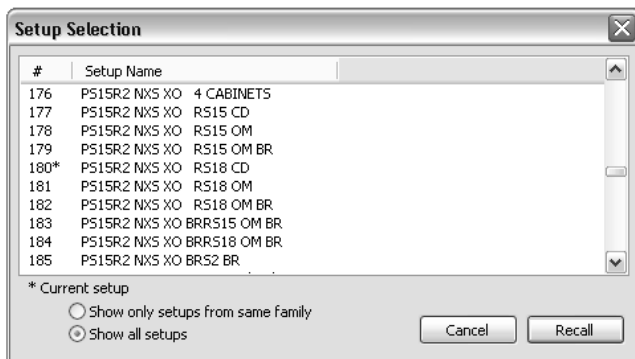 Setup Selection
# Setup Name
176 PS15R2 NXS XO 4 CABINETS
177 PS15R2 NXS XO RS15 CD
178 PS15R2 NXS XO RS15 OM
179 PS15R2 NXS XO RS15 OM BR
180* PS15R2 NXS XO RS18 CD
181 PS15R2 NXS XO RS18 OM
182 PS15R2 NXS XO RS18 OM BR
183 PS15R2 NXS XO BRRS15 OM BR
184 PS15R2 NXS XO BRRS18 OM BR
185 PS15R2 NXS XO BRS2 BR
* Current setup
Show only setups from same family
Show all setups
Cancel Recall